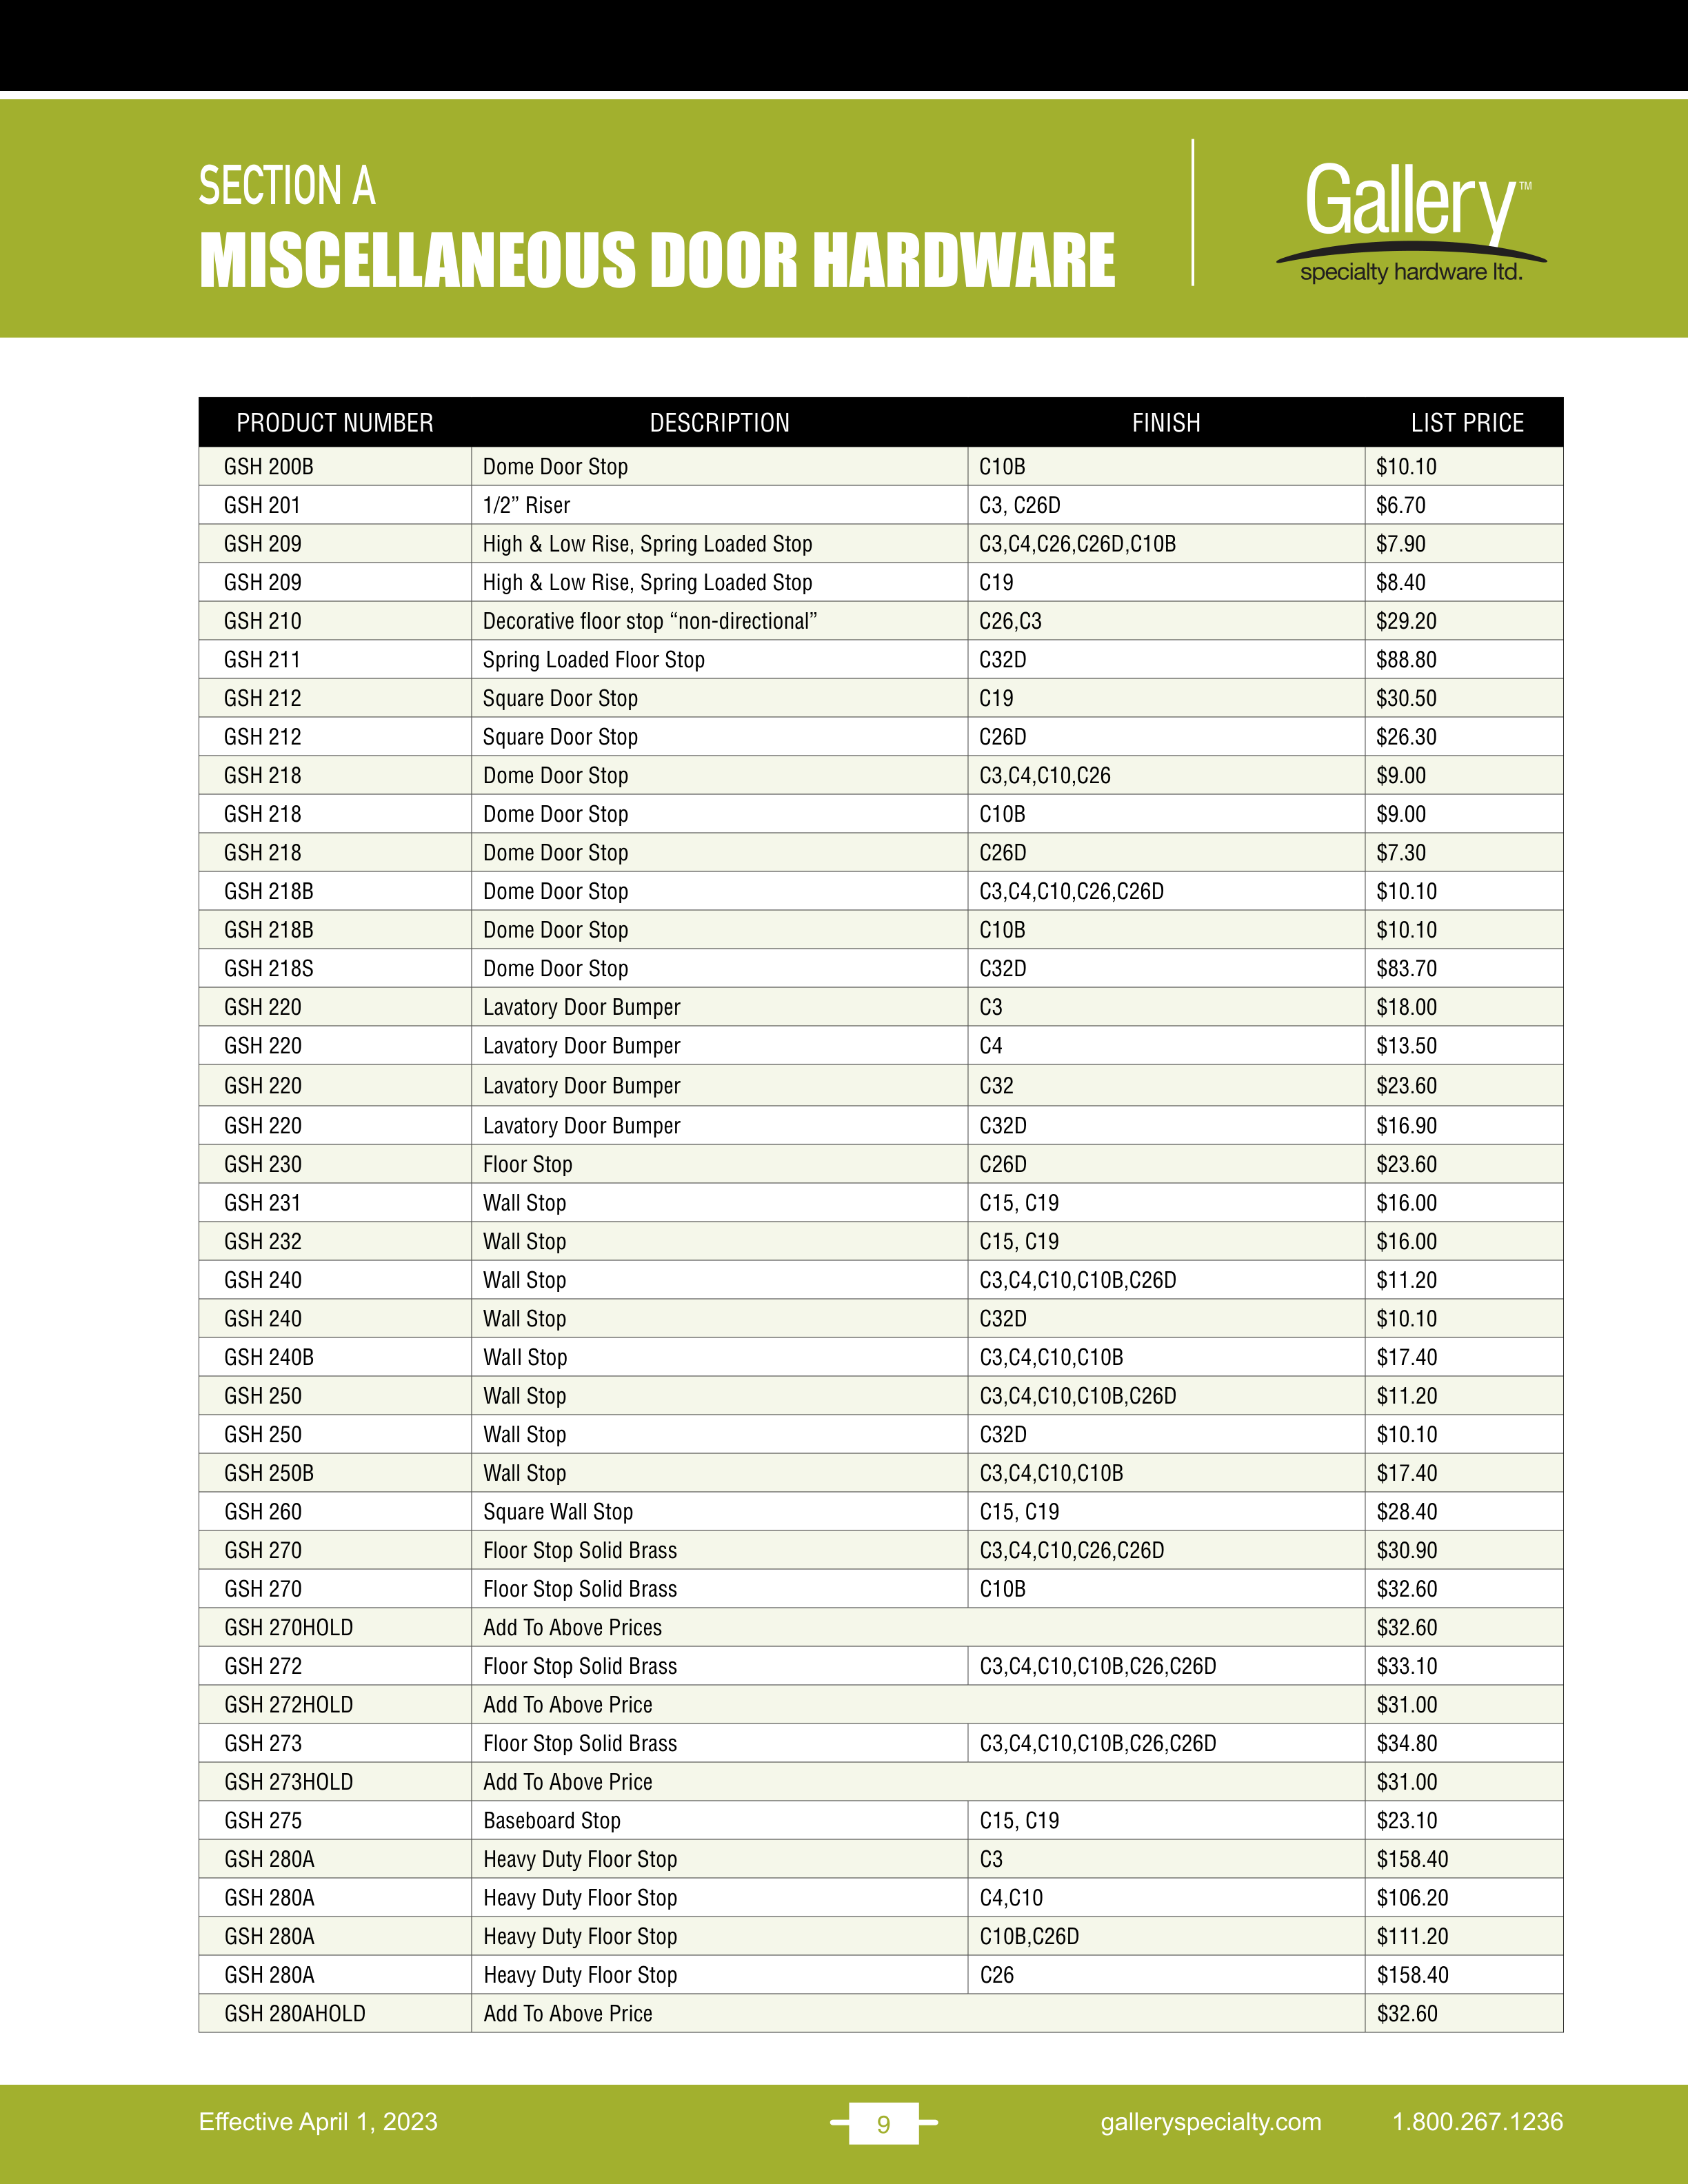 SECTION A
MISCELLANEOUS DOOR HARDWARE
Gallery™
specialty hardware ltd.
PRODUCT NUMBER DESCRIPTION FINISH LIST PRICE
GSH 200B Dome Door Stop C10B $10.10
GSH 201 1/2” Riser C3, C26D $6.70
GSH 209 High & Low Rise, Spring Loaded Stop C3,C4,C26,C26D,C10B $7.90
GSH 209 High & Low Rise, Spring Loaded Stop C19 $8.40
GSH 210 Decorative floor stop “non-directional” C26,C3 $29.20
GSH 211 Spring Loaded Floor Stop C32D $88.80
GSH 212 Square Door Stop C19 $30.50
GSH 212 Square Door Stop C26D $26.30
GSH 218 Dome Door Stop C3,C4,C10,C26 $9.00
GSH 218 Dome Door Stop C10B $9.00
GSH 218 Dome Door Stop C26D $7.30
GSH 218B Dome Door Stop C3,C4,C10,C26,C26D $10.10
GSH 218B Dome Door Stop C10B $10.10
GSH 218S Dome Door Stop C32D $83.70
GSH 220 Lavatory Door Bumper C3 $18.00
GSH 220 Lavatory Door Bumper C4 $13.50
GSH 220 Lavatory Door Bumper C32 $23.60
GSH 220 Lavatory Door Bumper C32D $16.90
GSH 230 Floor Stop C26D $23.60
GSH 231 Wall Stop C15, C19 $16.00
GSH 232 Wall Stop C15, C19 $16.00
GSH 240 Wall Stop C3,C4,C10,C10B,C26D $11.20
GSH 240 Wall Stop C32D $10.10
GSH 240B Wall Stop C3,C4,C10,C10B $17.40
GSH 250 Wall Stop C3,C4,C10,C10B,C26D $11.20
GSH 250 Wall Stop C32D $10.10
GSH 250B Wall Stop C3,C4,C10,C10B $17.40
GSH 260 Square Wall Stop C15, C19 $28.40
GSH 270 Floor Stop Solid Brass C3,C4,C10,C26,C26D $30.90
GSH 270 Floor Stop Solid Brass C10B $32.60
GSH 270HOLD Add To Above Prices $32.60
GSH 272 Floor Stop Solid Brass C3,C4,C10,C10B,C26,C26D $33.10
GSH 272HOLD Add To Above Price $31.00
GSH 273 Floor Stop Solid Brass C3,C4,C10,C10B,C26,C26D $34.80
GSH 273HOLD Add To Above Price $31.00
GSH 275 Baseboard Stop C15, C19 $23.10
GSH 280A Heavy Duty Floor Stop C3 $158.40
GSH 280A Heavy Duty Floor Stop C4,C10 $106.20
GSH 280A Heavy Duty Floor Stop C10B,C26D $111.20
GSH 280A Heavy Duty Floor Stop C26 $158.40
GSH 280AHOLD Add To Above Price $32.60
Effective April 1, 2023 9 galleryspecialty.com 1.800.267.1236